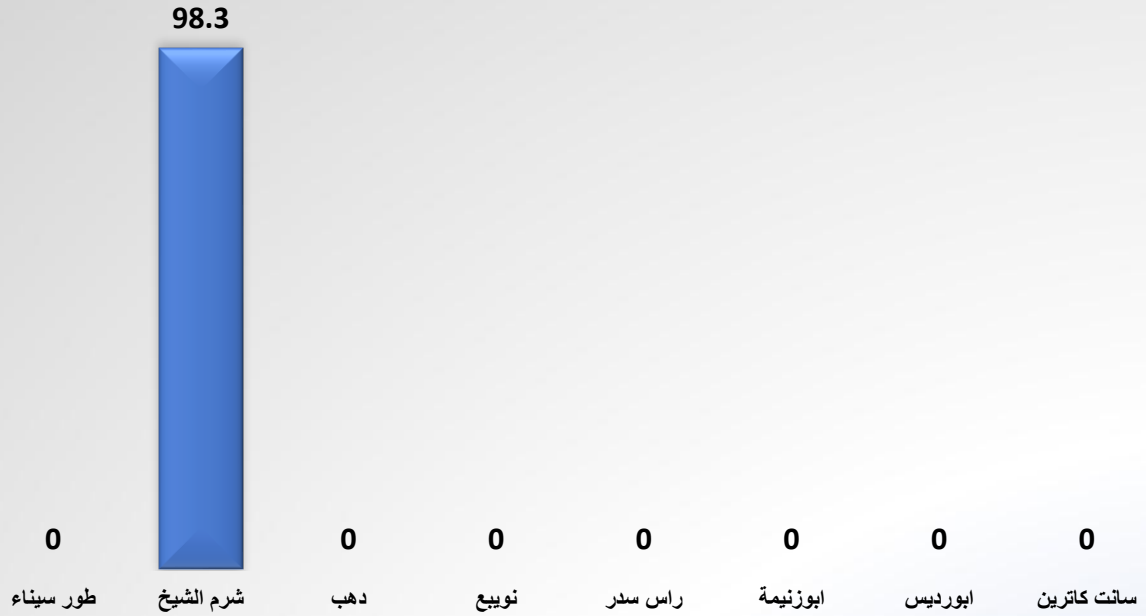 98.3
0
0
0
0
0
0
0
طور سيناء
شرم الشيخ
دهب
نويبع
راس سدر
ابوزنيمة
ابورديس
سانت كاترين